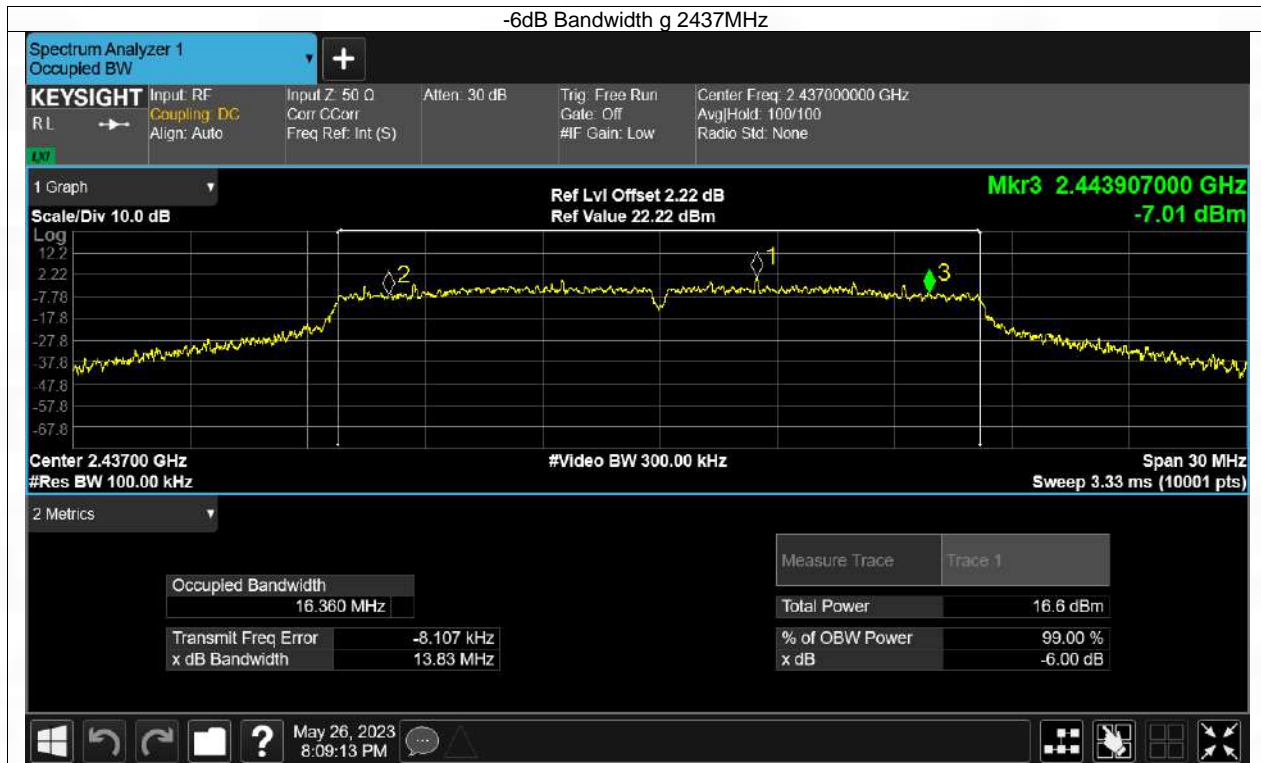 -6dB Bandwidth g 2437MHz
Spectrum Analyzer 1
Occupied BW
+
KEYSIGHT
RL
LXI
Input: RF
Coupling: DC
Align: Auto
Input Z: 50 Ω
Corr CCorr
Freq Ref: Int (S)
Atten: 30 dB
Trig: Free Run
Gate: Off
#IF Gain: Low
Center Freq: 2.437000000 GHz
Avg|Hold: 100/100
Radio Std: None
1 Graph
Scale/Div 10.0 dB
Ref Lvl Offset 2.22 dB
Ref Value 22.22 dBm
Mkr3 2.443907000 GHz
-7.01 dBm
Log
12.2
2.22
-7.78
-17.8
-27.8
-37.8
-47.8
-57.8
-67.8
2
1
3
Center 2.43700 GHz
#Res BW 100.00 kHz
#Video BW 300.00 kHz
Span 30 MHz
Sweep 3.33 ms (10001 pts)
2 Metrics
Measure Trace Trace 1
Occupied Bandwidth
16.360 MHz
Total Power 16.6 dBm
Transmit Freq Error -8.107 kHz
% of OBW Power 99.00 %
x dB Bandwidth 13.83 MHz
x dB -6.00 dB
?
May 26, 2023
8:09:13 PM